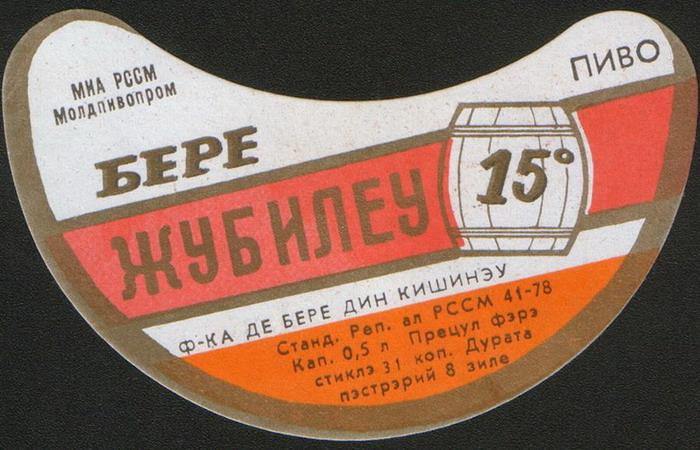 МИА РССМ
Молдпивопром
ПИВО
БЕРЕ
ЖУБИЛЕУ
15°
Ф-КА ДЕ БЕРЕ ДИН КИШИНЭУ
Станд. Реп. ал РССМ 41-78
Кап. 0,5 л Прецул фэрэ
стиклэ 31 коп. Дурата
пэстрэрий 8 зиле